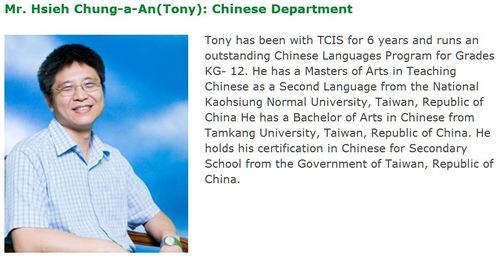 Mr. Hsieh Chung-a-An(Tony): Chinese Department
Tony has been with TCIS for 6 years and runs an
outstanding Chinese Languages Program for Grades
KG- 12. He has a Masters of Arts in Teaching
Chinese as a Second Language from the National
Kaohsiung Normal University, Taiwan, Republic of
China He has a Bachelor of Arts in Chinese from
Tamkang University, Taiwan, Republic of China. He
holds his certification in Chinese for Secondary
School from the Government of Taiwan, Republic of
China.